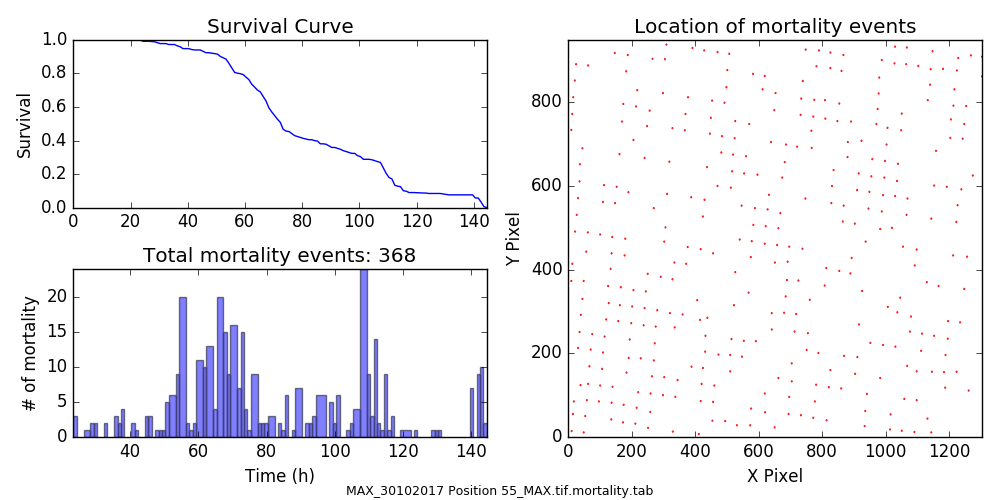 Survival Curve
Survival
1.0
0.8
0.6
0.4
0.2
0.0
0 20 40 60 80 100 120 140
Total mortality events: 368
# of mortality
20
15
10
5
0
40 60 80 100 120 140
Time (h)
Location of mortality events
Y Pixel
800
600
400
200
0
0 200 400 600 800 1000 1200
X Pixel
MAX_30102017 Position 55_MAX.tif.mortality.tab